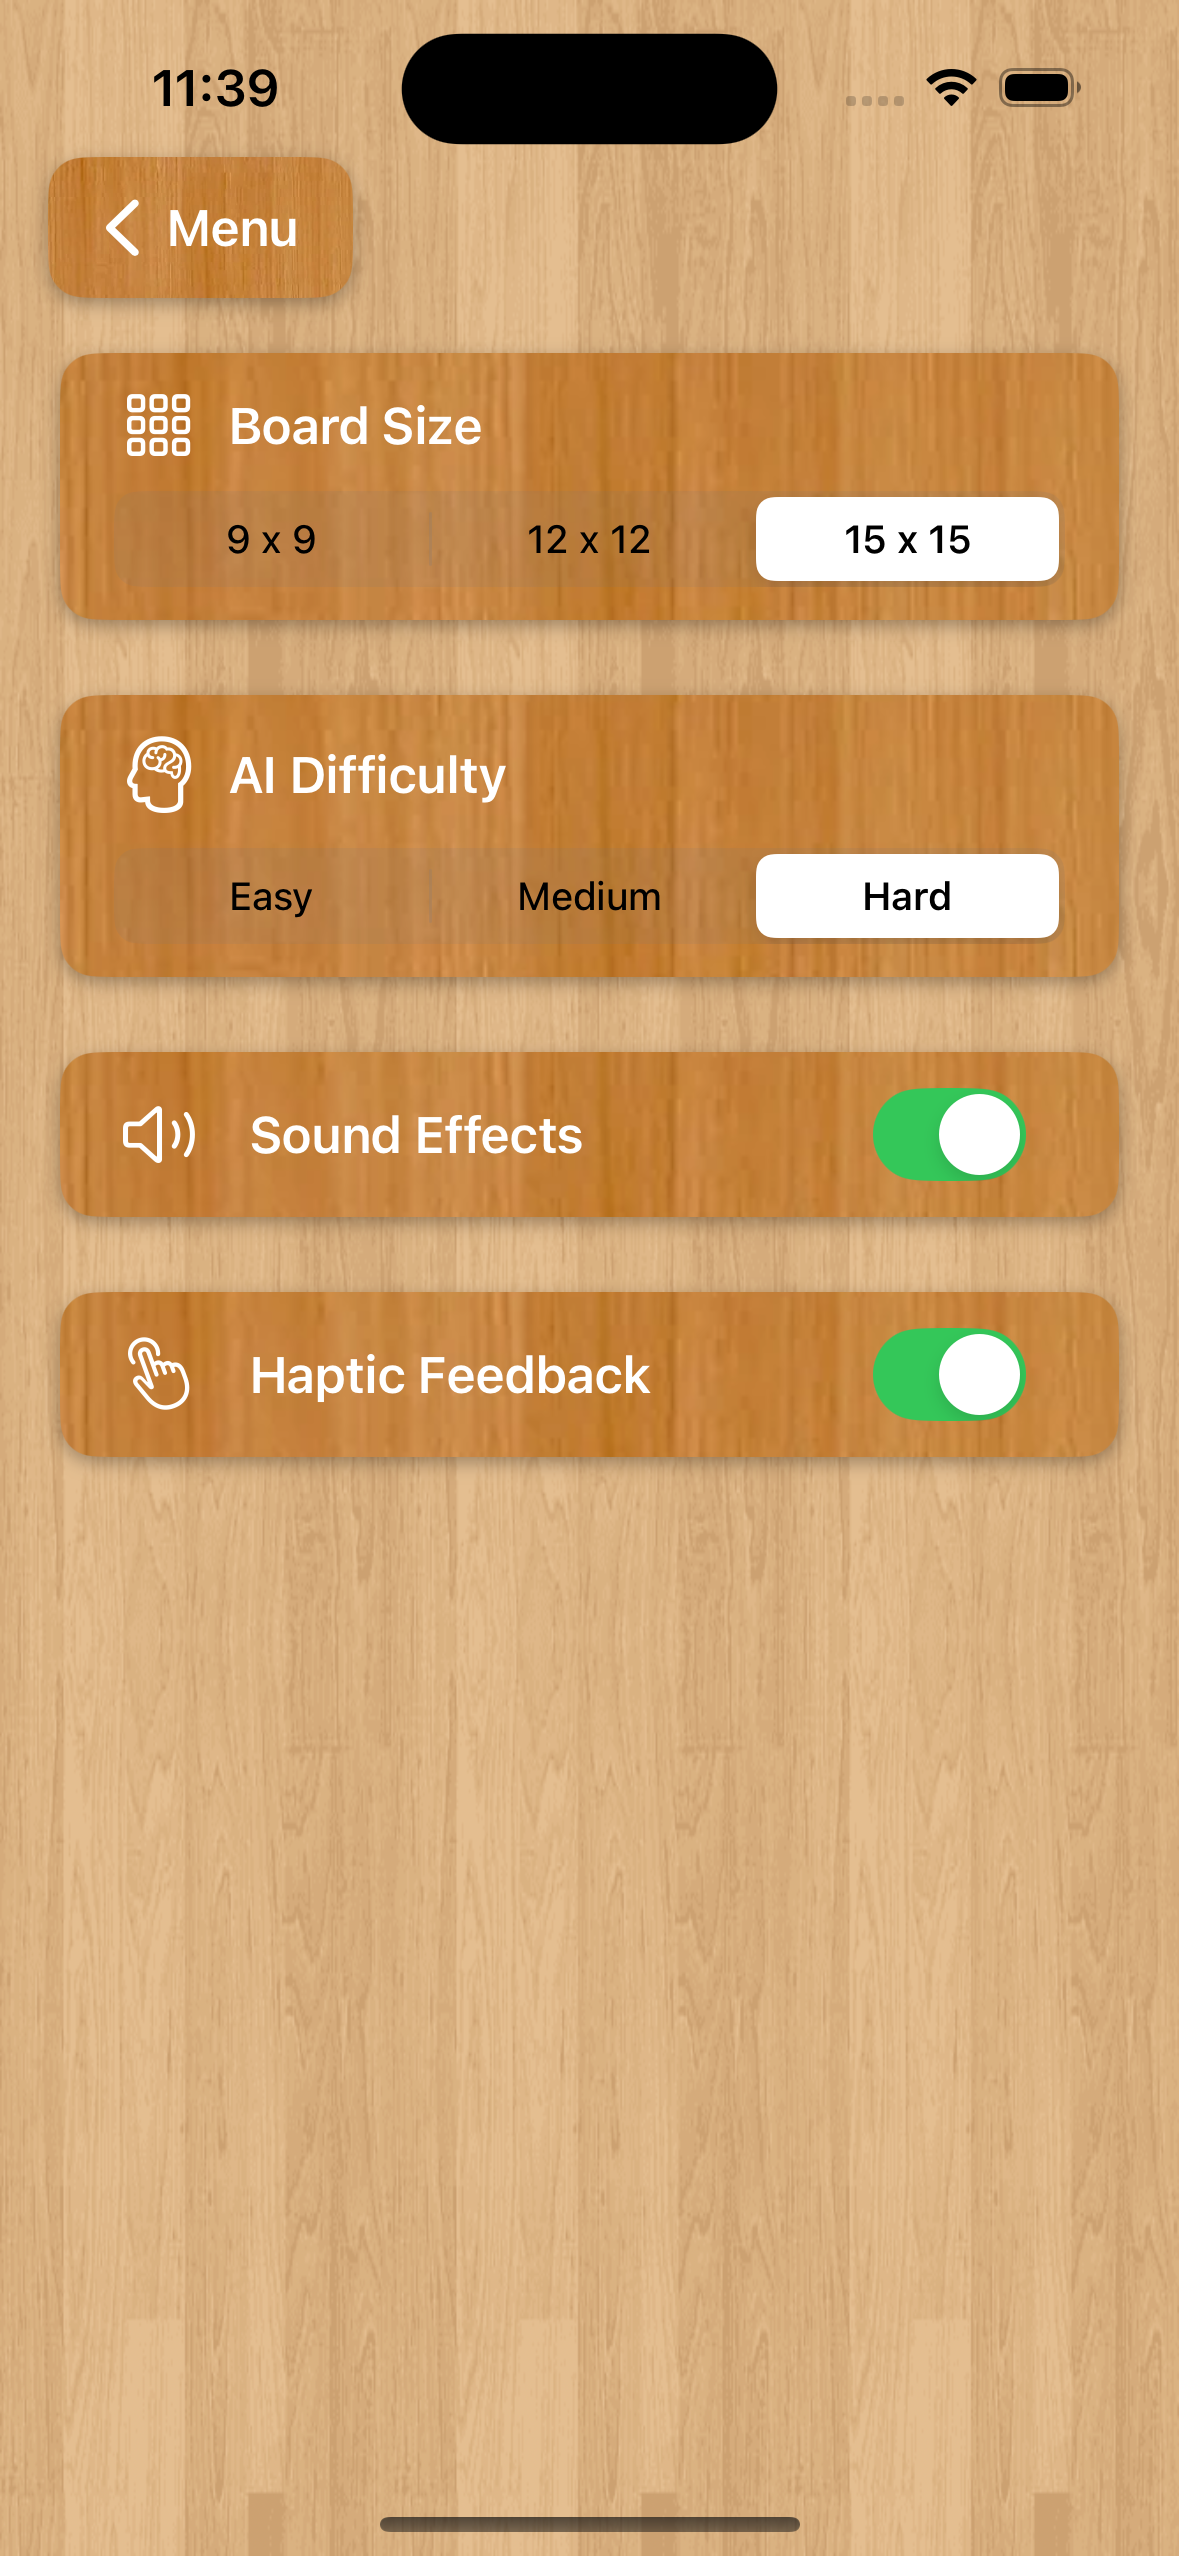 11:39
Menu
Board Size
9 x 9 12 x 12 15 x 15
AI Difficulty
Easy Medium Hard
Sound Effects
Haptic Feedback